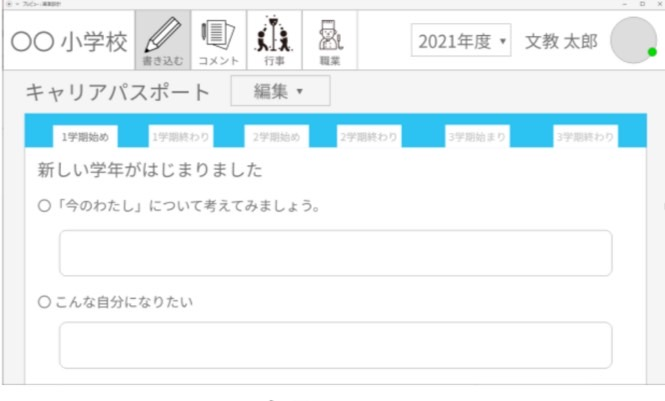 〇〇 小学校
書き込む
コメント
行事
職業
2021年度
文教 太郎
キャリアパスポート
編集
1学期始め
1学期終わり
2学期始め
2学期終わり
3学期始まり
3学期終わり
新しい学年がはじまりました
〇「今のわたし」について考えてみましょう。
〇 こんな自分になりたい